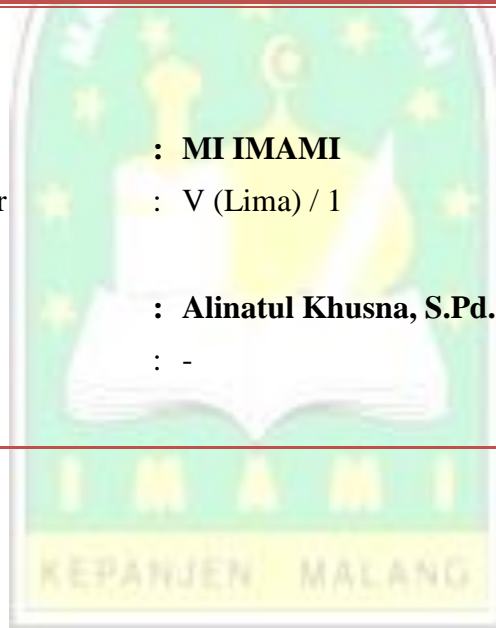 : MI IMAMI
r : V (Lima) / 1
: Alinatul Khusna, S.Pd.
: -
I M A M I
KEPANJEN MALANG